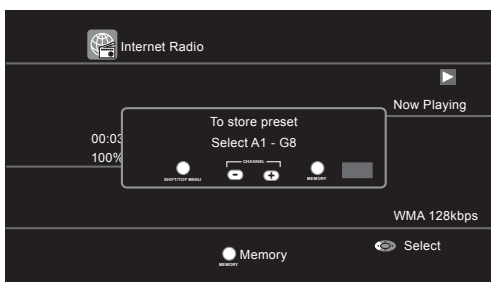 Internet Radio
Now Playing
To store preset
00:03
Select A1 - G8
100%
CHANNEL
SHIFT/TOP MENU
MEMORY
WMA 128kbps
Memory
MEMORY
Select